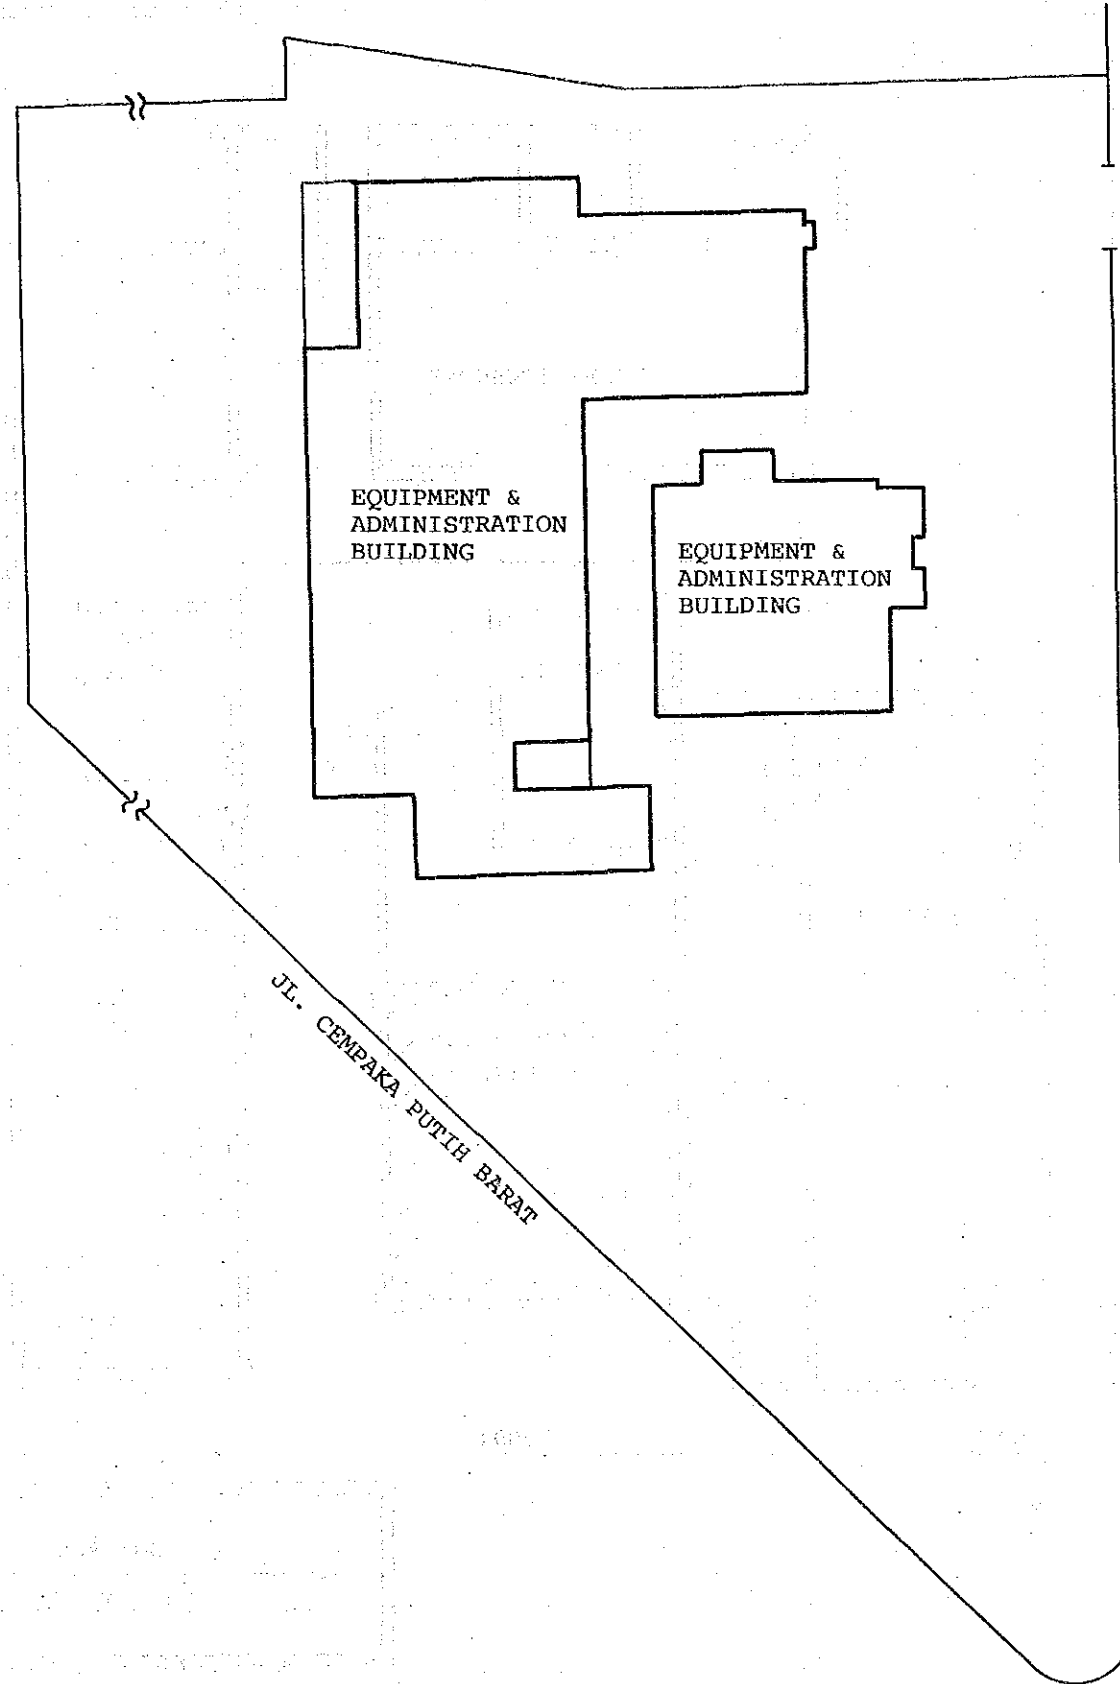 EQUIPMENT &
ADMINISTRATION
BUILDING
EQUIPMENT &
ADMINISTRATION
BUILDING
JL. CEMPAKA PUTIH BARAT